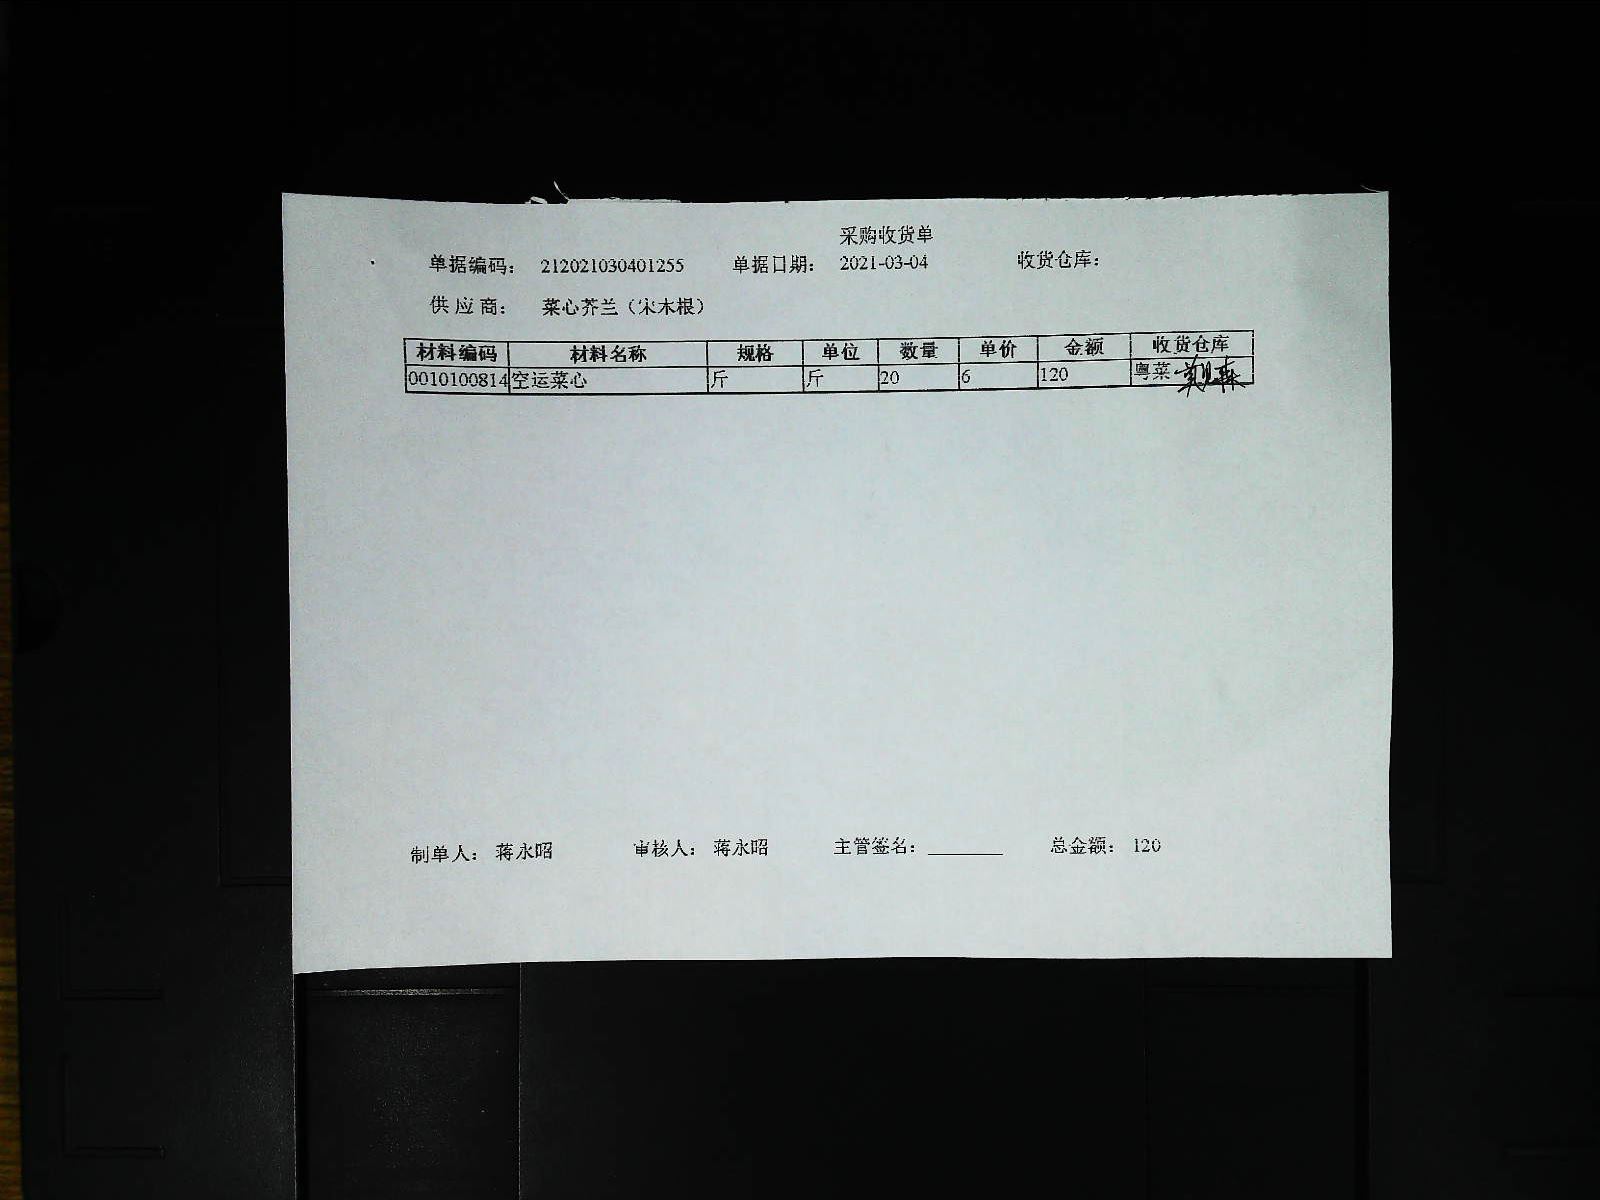 采购收货单
单据编码： 212021030401255 单据日期： 2021-03-04 收货仓库：
供 应 商： 菜心芥兰（宋木根）
材料编码 材料名称 规格 单位 数量 单价 金额 收货仓库
0010100814 空运菜心 斤 斤 20 6 120 粤菜
制单人： 蒋永昭 审核人： 蒋永昭 主管签名： 总金额： 120